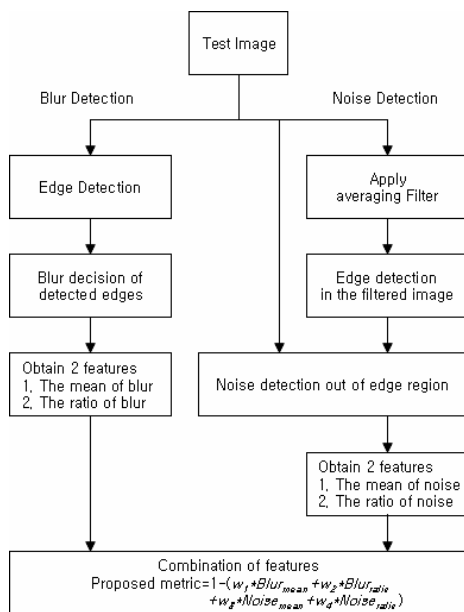 Test Image
Blur Detection
Noise Detection
Edge Detection
Apply
averaging Filter
Blur decision of
detected edges
Edge detection
in the filtered image
Obtain 2 features
1. The mean of blur
2. The ratio of blur
Noise detection out of edge region
Obtain 2 features
1. The mean of noise
2. The ratio of noise
Combination of features
Proposed metric=1-(w1*Blurmean+w2*Blurratio
+w3*Noisemean+w4*Noiseratio)